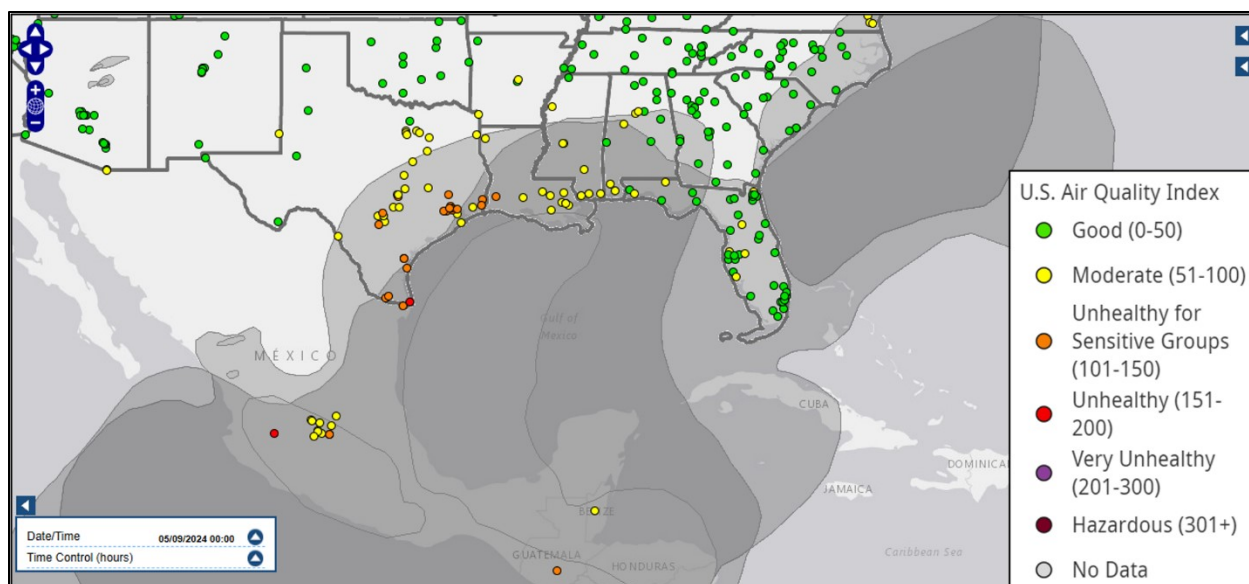 U.S. Air Quality Index
Good (0-50)
Moderate (51-100)
Unhealthy for
Sensitive Groups
(101-150)
Unhealthy (151-
200)
Very Unhealthy
(201-300)
Hazardous (301+)
No Data
Gulf of
Mexico
MÉXICO
CUBA
DOMINICAN
JAMAICA
BELIZE
GUATEMALA
HONDURAS
Caribbean Sea
Date/Time 05/09/2024 00:00
Time Control (hours)